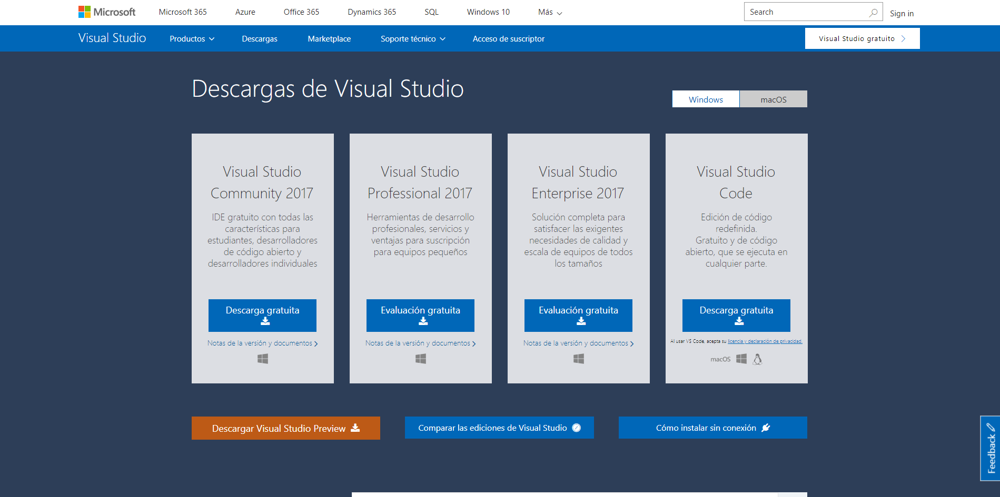 Microsoft
Microsoft 365
Azure
Office 365
Dynamics 365
SQL
Windows 10
Más
Search
Sign in
Visual Studio
Productos
Descargas
Marketplace
Soporte técnico
Acceso de suscriptor
Visual Studio gratuito
Descargas de Visual Studio
Windows
macOS
Visual Studio
Community 2017
IDE gratuito con todas las
características para
estudiantes, desarrolladores
de código abierto y
desarrolladores individuales
Descarga gratuita
Notas de la versión y documentos
Visual Studio
Professional 2017
Herramientas de desarrollo
profesionales, servicios y
ventajas para suscripción
para equipos pequeños
Evaluación gratuita
Notas de la versión y documentos
Visual Studio
Enterprise 2017
Solución completa para
satisfacer las exigentes
necesidades de calidad y
escala de equipos de todos
los tamaños
Evaluación gratuita
Notas de la versión y documentos
Visual Studio
Code
Edición de código
redefinida.
Gratuito y de código
abierto, que se ejecuta en
cualquier parte.
Descarga gratuita
Al usar VS Code, acepta su licencia y declaración de privacidad.
macOS
Descargar Visual Studio Preview
Comparar las ediciones de Visual Studio
Cómo instalar sin conexión
Feedback